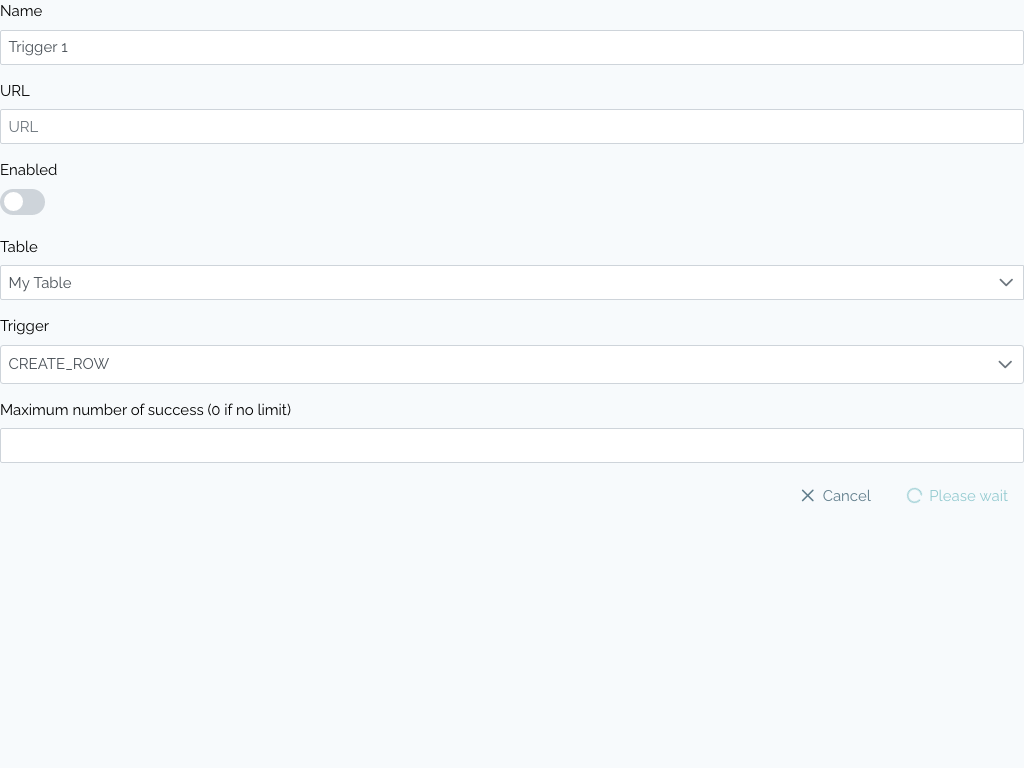 Name
Trigger 1
URL
URL
Enabled
Table
My Table
Trigger
CREATE_ROW
Maximum number of success (0 if no limit)
Cancel
Please wait